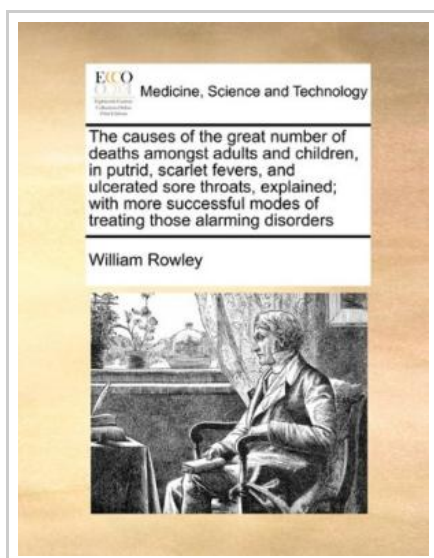 ECCO
Medicine, Science and Technology
The causes of the great number of
deaths amongst adults and children,
in putrid, scarlet fevers, and
ulcerated sore throats, explained;
with more successful modes of
treating those alarming disorders
William Rowley